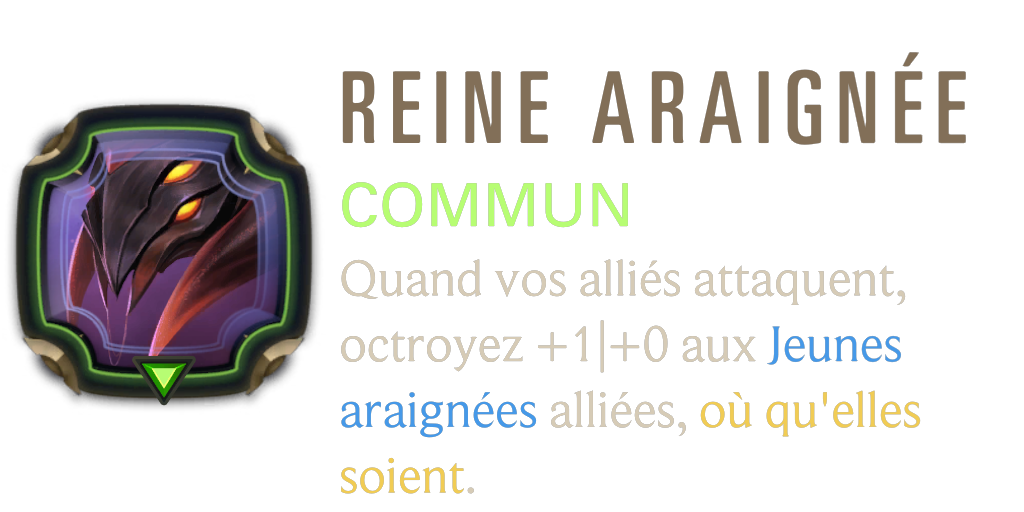 REINE ARAIGNÉE
COMMUN
Quand vos alliés attaquent,
octroyez +1|+0 aux Jeunes
araignées alliées, où qu'elles
soient.